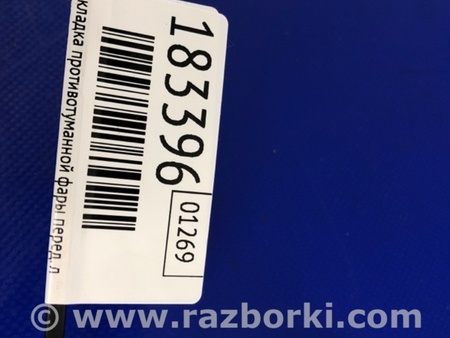 183396
01269
кладка противотуманной фары перед. л
© www.razborki.com